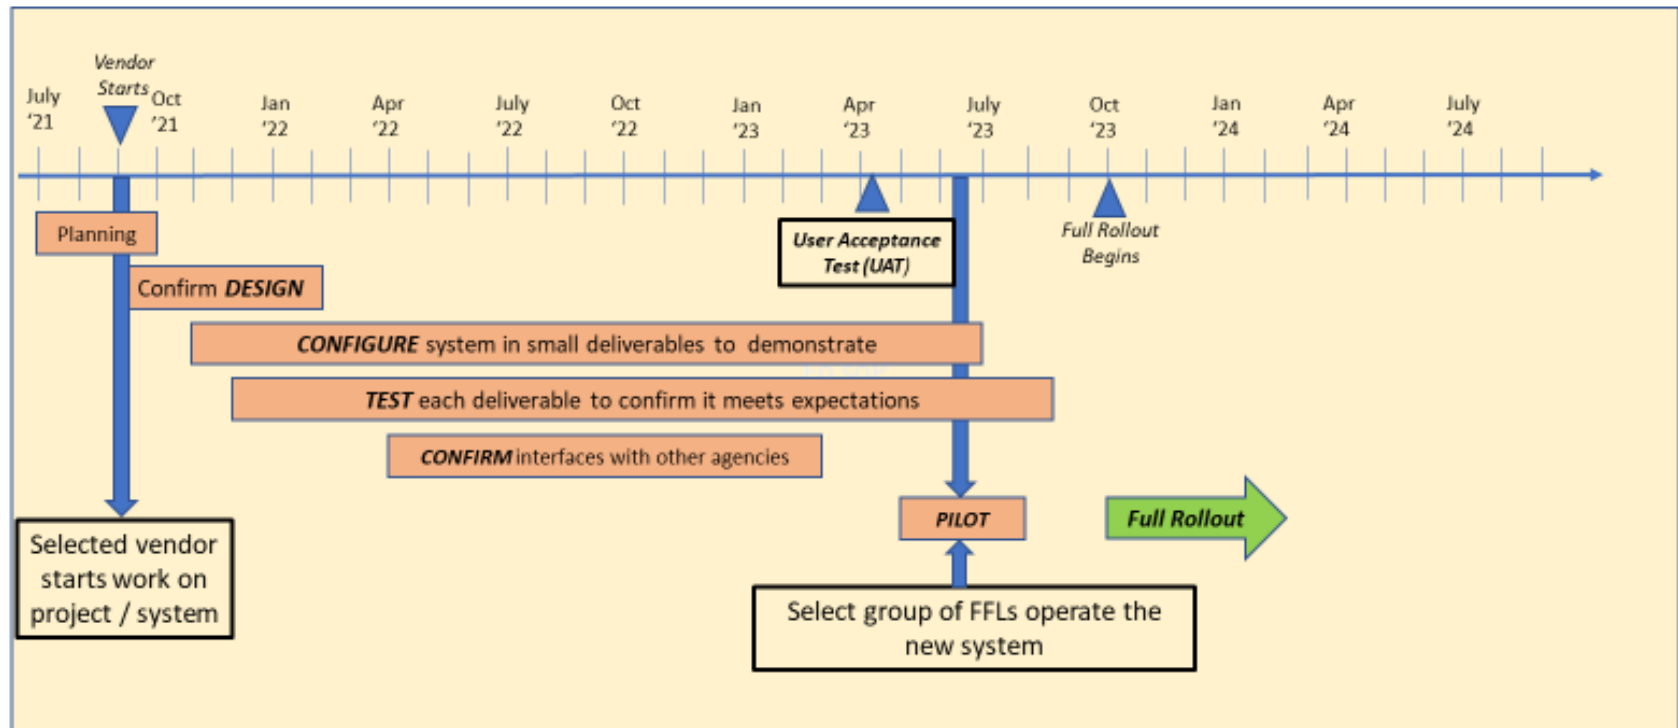 Vendor
Starts
July
'21
Oct
'21
Jan
'22
Apr
'22
July
'22
Oct
'22
Jan
'23
Apr
'23
July
'23
Oct
'23
Jan
'24
Apr
'24
July
'24
Planning
User Acceptance
Test (UAT)
Full Rollout
Begins
Confirm DESIGN
CONFIGURE system in small deliverables to demonstrate
TEST each deliverable to confirm it meets expectations
CONFIRM interfaces with other agencies
PILOT
Full Rollout
Selected vendor
starts work on
project / system
Select group of FFLs operate the
new system